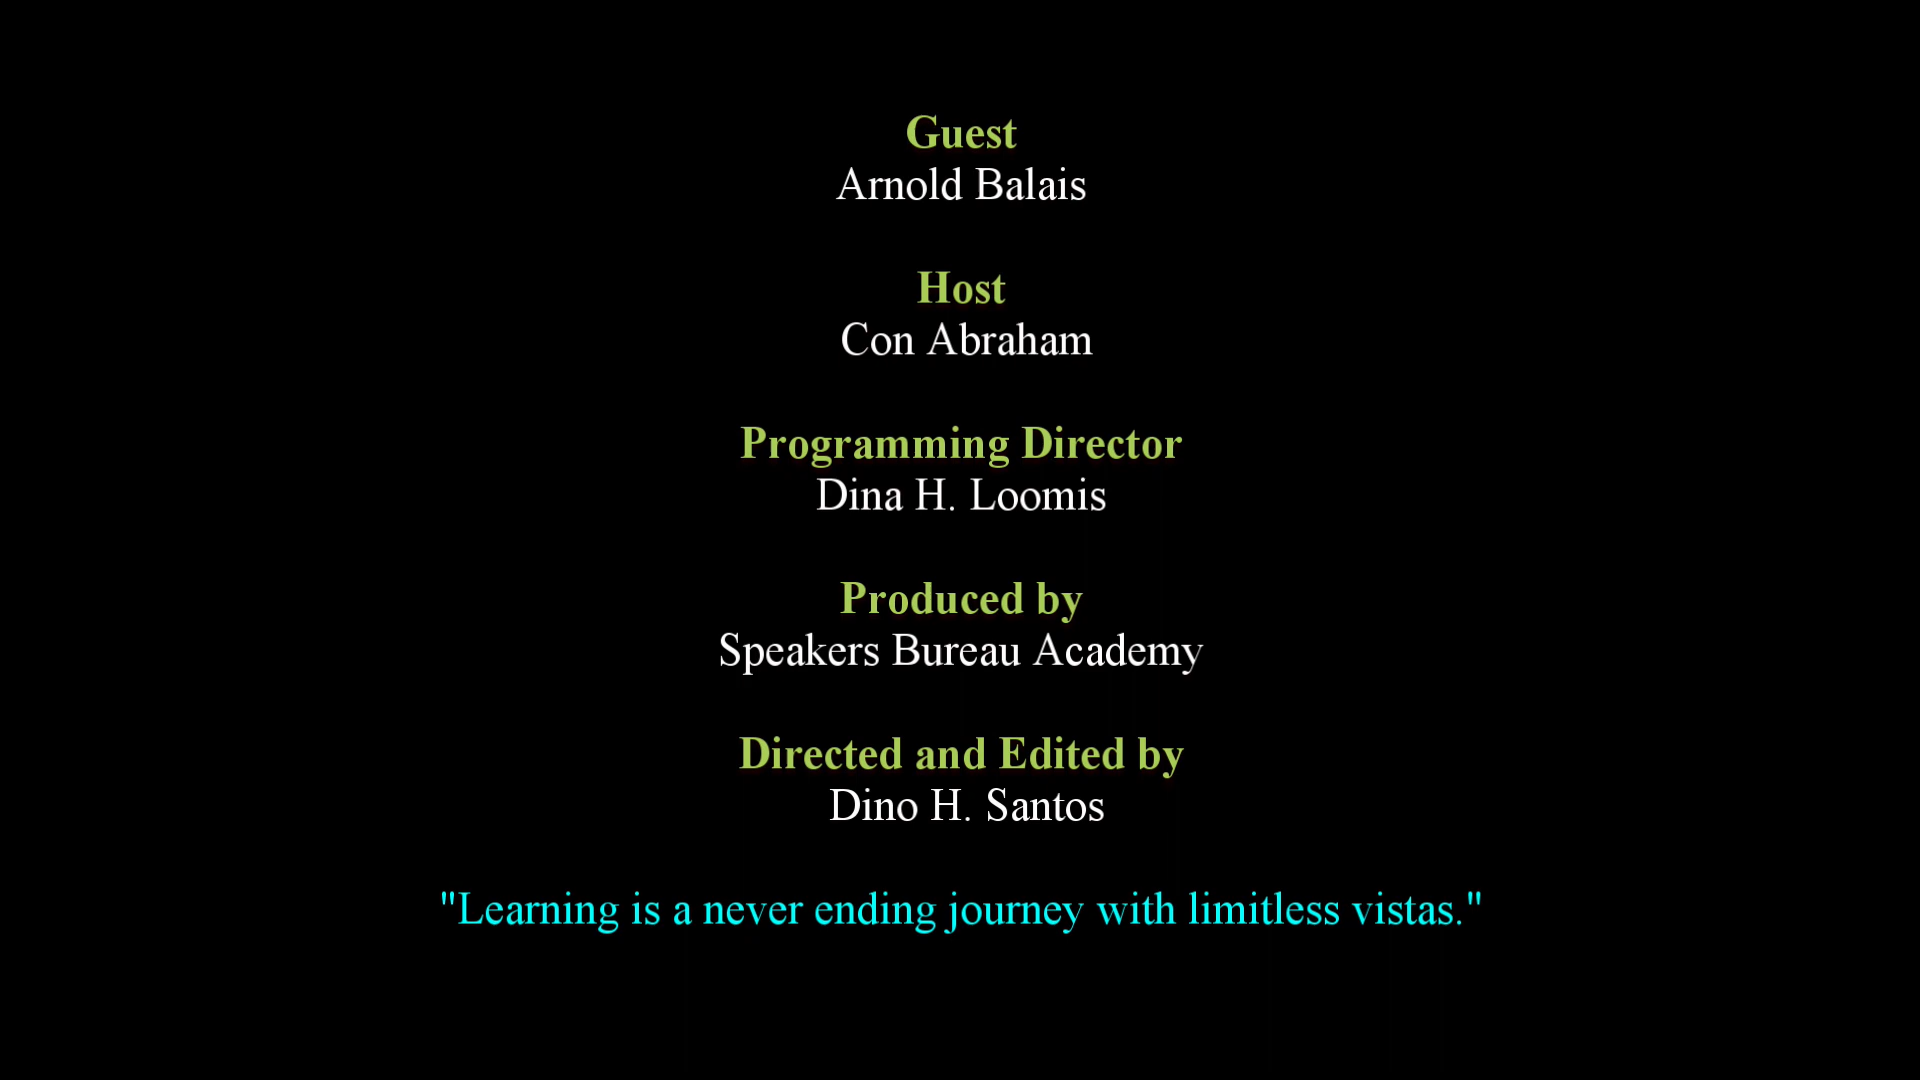 Guest
Arnold Balais
Host
Con Abraham
Programming Director
Dina H. Loomis
Produced by
Speakers Bureau Academy
Directed and Edited by
Dino H. Santos
"Learning is a never ending journey with limitless vistas."